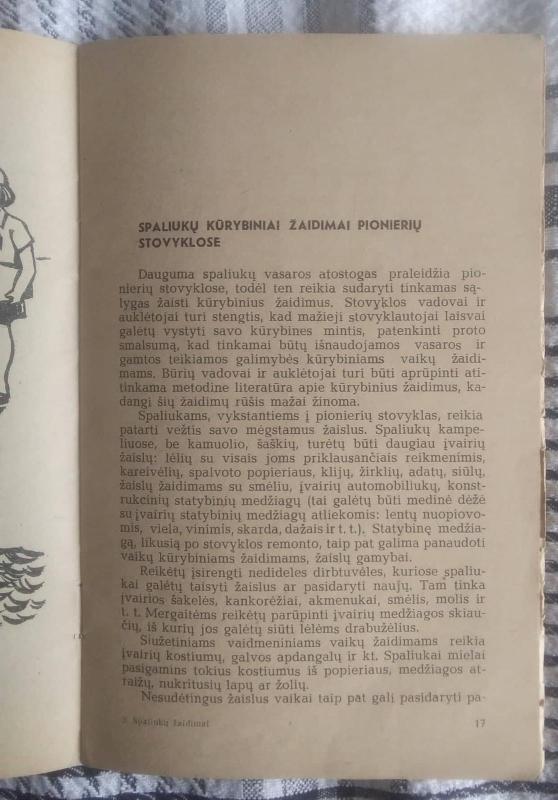 SPALIUKŲ KŪRYBINIAI ŽAIDIMAI PIONIERIŲ
STOVYKLOSE
Dauguma spaliukų vasaros atostogas praleidžia pio-
nierių stovyklose, todėl ten reikia sudaryti tinkamas są-
lygas žaisti kūrybinius žaidimus. Stovyklos vadovai ir
auklėtojai turi stengtis, kad mažieji stovyklautojai laisvai
galėtų vystyti savo kūrybines mintis, patenkinti proto
smalsumą, kad tinkamai būtų išnaudojamos vasaros ir
gamtos teikiamos galimybės kūrybiniams vaikų žaidi-
mams. Būrių vadovai ir auklėtojai turi būti aprūpinti ati-
tinkama metodine literatūra apie kūrybinius žaidimus, ka-
dangi šių žaidimų rūšis mažai žinoma.
Spaliukams, vykstantiems į pionierių stovyklas, reikia
patarti vežtis savo mėgstamus žaislus. Spaliukų kampe-
liuose, be kamuolio, šaškių, turėtų būti daugiau įvairių
žaislų: lėlių su visais joms priklausančiais reikmenimis,
kareivėlių, spalvoto popieriaus, klijų, žirklių, adatų, siūlų,
žaislų žaidimams su smėliu, įvairių automobiliukų, konst-
rukcinių statybinių medžiagų (tai galėtų būti medinė dėžė
su įvairių statybinių medžiagų atliekomis: lentų nuopiovo-
mis, viela, vinimis, skarda, dažais ir t. t.). Statybinę medžia-
gą, likusią po stovyklos remonto, taip pat galima panaudoti
vaikų kūrybiniams žaidimams, žaislų gamybai.
Reikėtų įsirengti nedideles dirbtuvėles, kuriose spaliu-
kai galėtų taisyti žaislus ar pasidaryti naujų. Tam tinka
įvairios šakelės, kankorėžiai, akmenukai, smėlis, molis ir
t. t. Mergaitėms reikėtų parūpinti įvairių medžiagos skiau-
čių, iš kurių jos galėtų siūti lėlėms drabužėlius.
Siužetiniams vaidmeniniams vaikų žaidimams reikia
įvairių kostiumų, galvos apdangalų ir kt. Spaliukai mielai
pasigamins tokius kostiumus iš popieriaus, medžiagos at-
raižų, nukritusių lapų ar žolių.
Nesudėtingus žaislus vaikai taip pat gali pasidaryti pa-
Spaliukų žaidimai
17